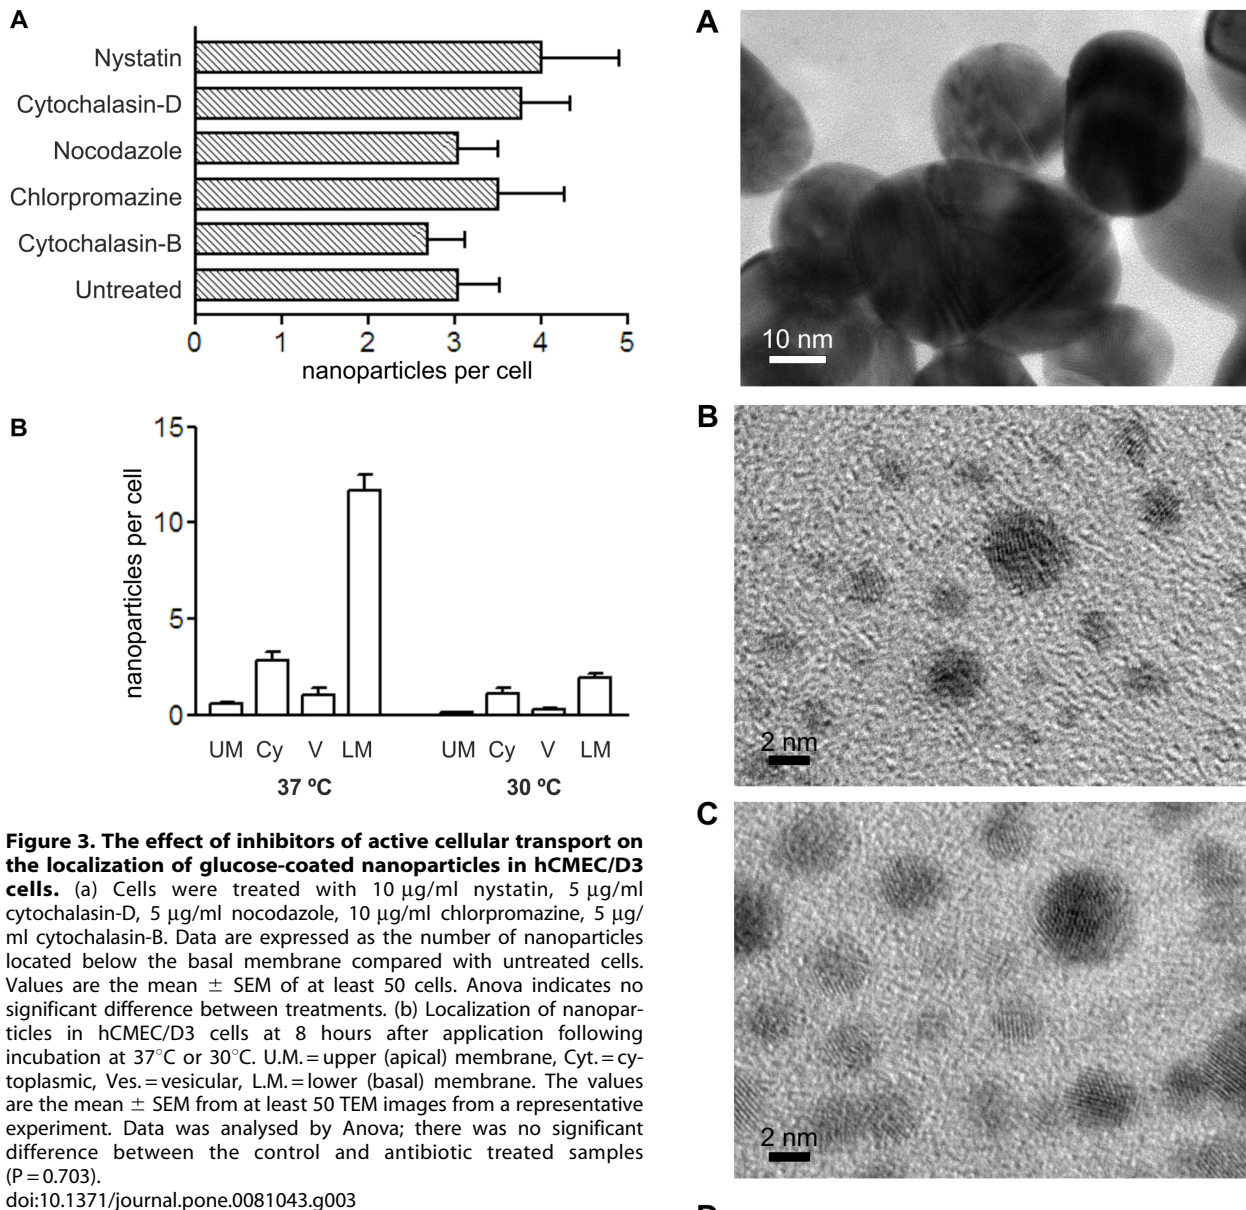 A
Nystatin
Cytochalasin-D
Nocodazole
Chlorpromazine
Cytochalasin-B
Untreated
0 1 2 3 4 5
nanoparticles per cell
B
nanoparticles per cell
15
10
5
0
UM Cy V LM UM Cy V LM
37 ºC 30 ºC
Figure 3. The effect of inhibitors of active cellular transport on
the localization of glucose-coated nanoparticles in hCMEC/D3
cells. (a) Cells were treated with 10 μg/ml nystatin, 5 μg/ml
cytochalasin-D, 5 μg/ml nocodazole, 10 μg/ml chlorpromazine, 5 μg/
ml cytochalasin-B. Data are expressed as the number of nanoparticles
located below the basal membrane compared with untreated cells.
Values are the mean ± SEM of at least 50 cells. Anova indicates no
significant difference between treatments. (b) Localization of nanopar-
ticles in hCMEC/D3 cells at 8 hours after application following
incubation at 37°C or 30°C. U.M. = upper (apical) membrane, Cyt. = cy-
toplasmic, Ves. = vesicular, L.M. = lower (basal) membrane. The values
are the mean ± SEM from at least 50 TEM images from a representative
experiment. Data was analysed by Anova; there was no significant
difference between the control and antibiotic treated samples
(P = 0.703).
doi:10.1371/journal.pone.0081043.g003
A
10 nm
B
2 nm
C
2 nm